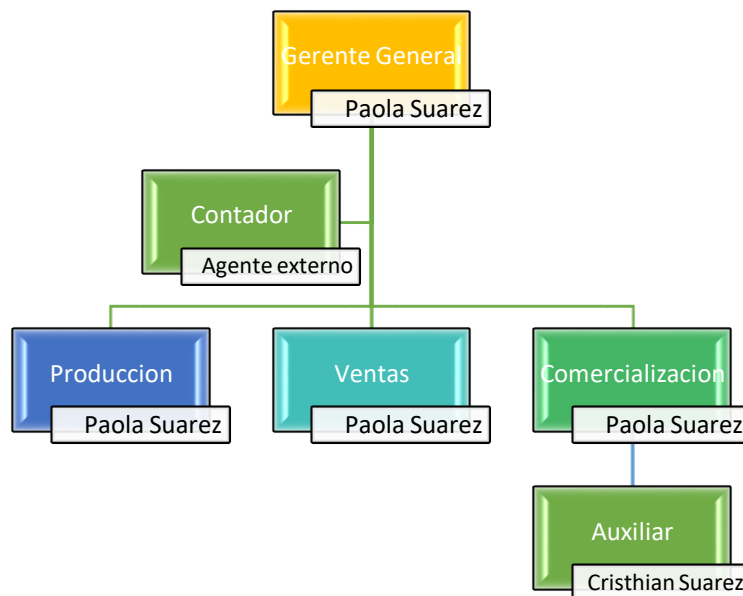 Gerente General
Paola Suarez
Contador
Agente externo
Produccion
Paola Suarez
Ventas
Paola Suarez
Comercializacion
Paola Suarez
Auxiliar
Cristhian Suarez